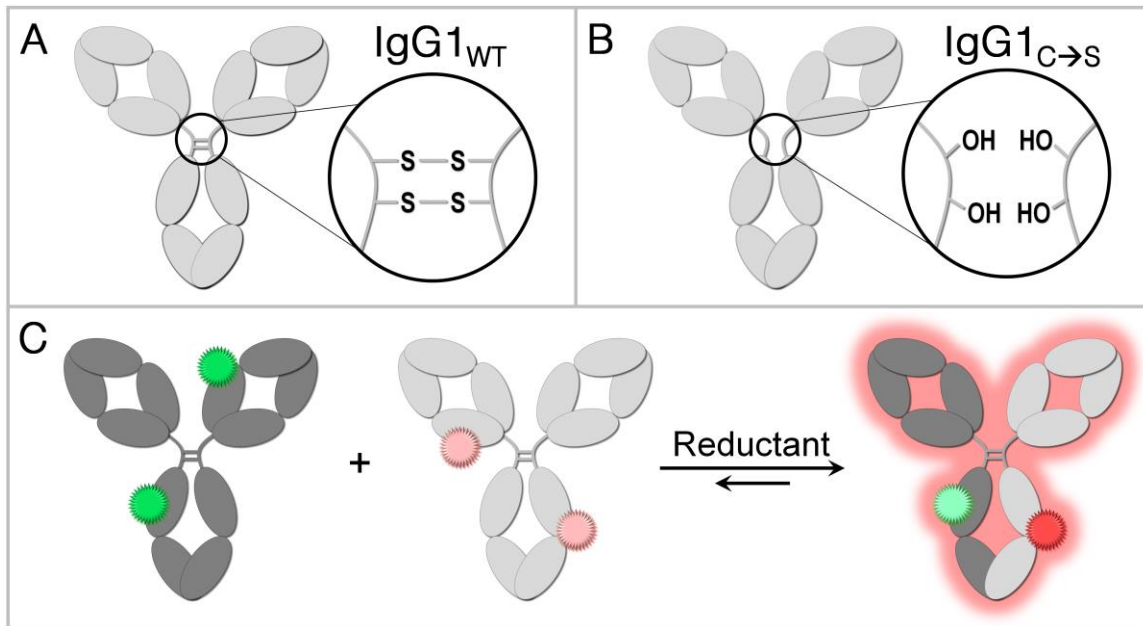 A
IgG1WT
S S
S S
B
IgG1C→S
OH HO
OH HO
C
+
Reductant